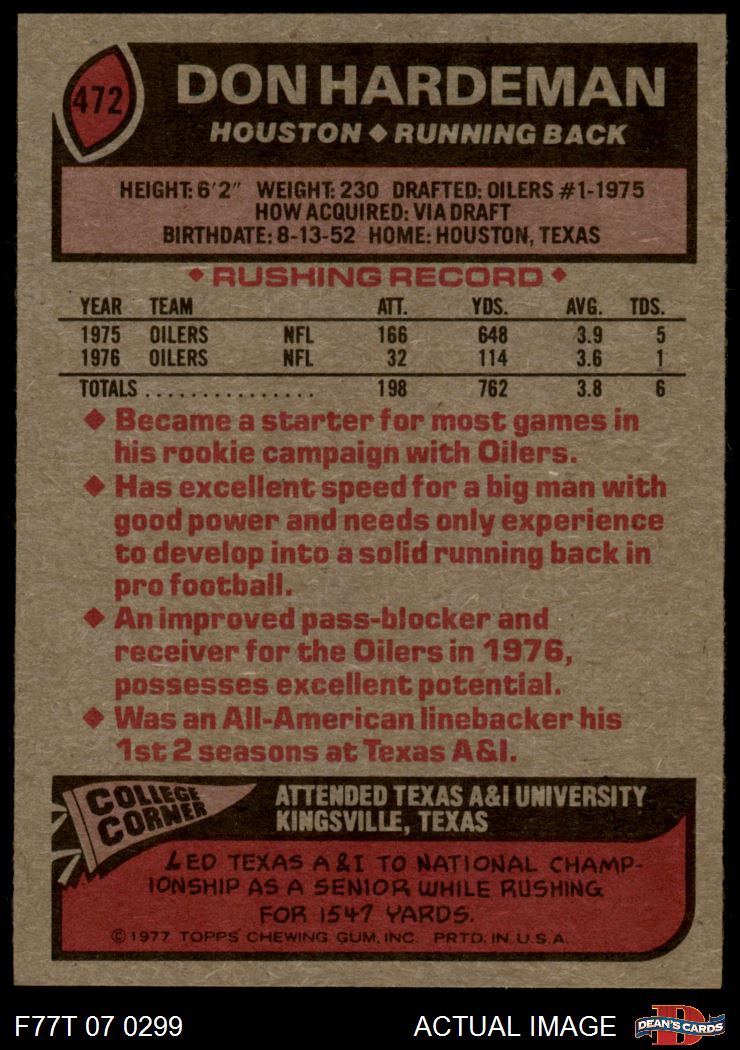 472
DON HARDEMAN
HOUSTON ◆ RUNNING BACK
HEIGHT: 6'2" WEIGHT: 230 DRAFTED: OILERS #1-1975
HOW ACQUIRED: VIA DRAFT
BIRTHDATE: 8-13-52 HOME: HOUSTON, TEXAS
◆ RUSHING RECORD ◆
YEAR TEAM ATT. YDS. AVG. TDS.
1975 OILERS NFL 166 648 3.9 5
1976 OILERS NFL 32 114 3.6 1
TOTALS ............... 198 762 3.8 6
◆ Became a starter for most games in
his rookie campaign with Oilers.
◆ Has excellent speed for a big man with
good power and needs only experience
to develop into a solid running back in
pro football.
◆ An improved pass-blocker and
receiver for the Oilers in 1976,
possesses excellent potential.
◆ Was an All-American linebacker his
1st 2 seasons at Texas A&I.
COLLEGE
CORNER
ATTENDED TEXAS A&I UNIVERSITY
KINGSVILLE, TEXAS
LED TEXAS A & I TO NATIONAL CHAMP-
IONSHIP AS A SENIOR WHILE RUSHING
FOR 1547 YARDS.
© 1977 TOPPS CHEWING GUM, INC. PRTD. IN U.S.A.
F77T 07 0299
ACTUAL IMAGE
D
DEAN'S CARDS